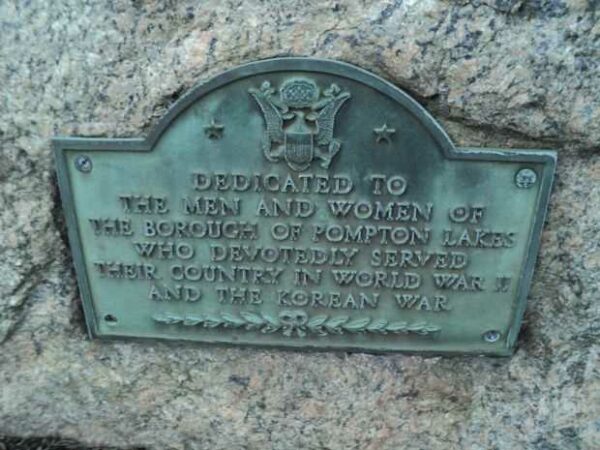 DEDICATED TO
THE MEN AND WOMEN OF
THE BOROUGH OF POMPTON LAKES
WHO DEVOTEDLY SERVED
THEIR COUNTRY IN WORLD WAR II
AND THE KOREAN WAR